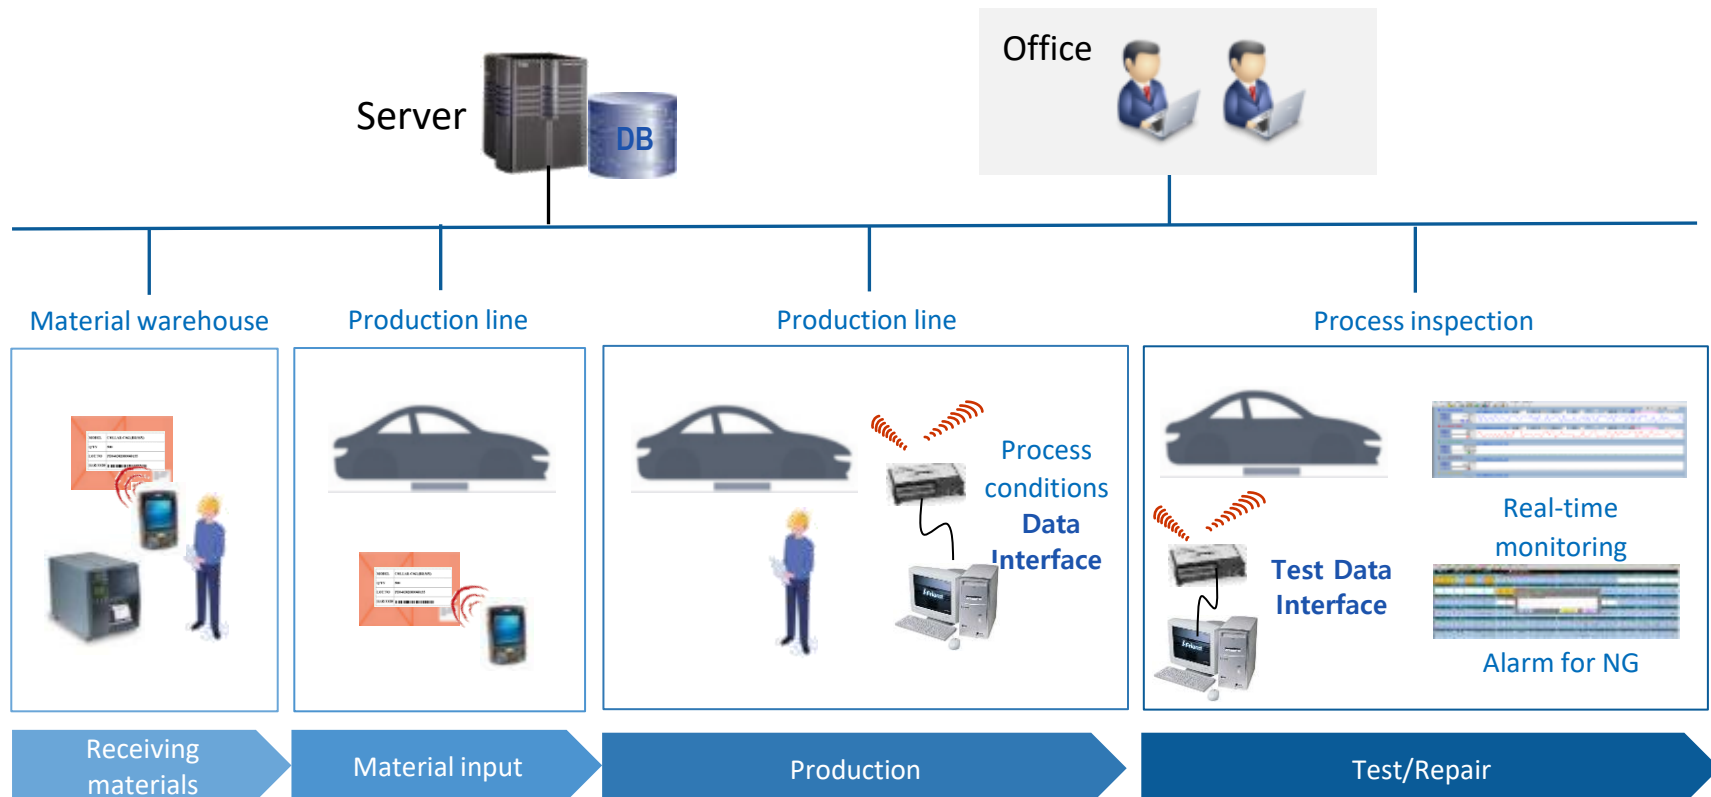 Office
Server
DB
Material warehouse
Production line
Production line
Process inspection
Process
conditions
Data
Interface
Real-time
monitoring
Test Data
Interface
Alarm for NG
Receiving
materials
Material input
Production
Test/Repair